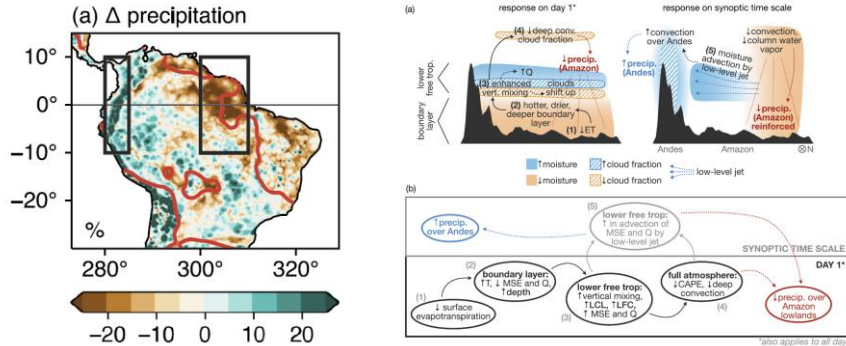 (a) Δ precipitation
10°
0°
−10°
−20°
%
280°
300°
320°
−20
−10
0
10
20
(a)
response on day 1*
response on synoptic time scale
lower
free trop.
boundary
layer
(4) ↓deep conv.
cloud fraction
↓precip.
(Amazon)
↑Q
(3) enhanced
vert. mixing
clouds
shift up
(2) hotter, drier,
deeper boundary
layer
(1) ↓ET
↑convection
over Andes
↑precip.
(Andes)
(5) moisture
advection by
low-level jet
↓convection,
↓column water
vapor
↓precip.
(Amazon)
reinforced
Andes
Amazon
⊗N
↑moisture
↑cloud fraction
↓moisture
↓cloud fraction
low-level jet
(b)
(5)
lower free trop:
↑ in advection of
MSE and Q by
low-level jet
↑precip.
over Andes
SYNOPTIC TIME SCALE
DAY 1*
(1)
↓ surface
evapotranspiration
(2)
boundary layer:
↑T, ↓ MSE and Q,
↑depth
(3)
lower free trop:
↑vertical mixing,
↑LCL, ↑LFC,
↑ MSE and Q
full atmosphere:
↓CAPE, ↓deep
convection
(4)
↓precip. over
Amazon
lowlands
*also applies to all day